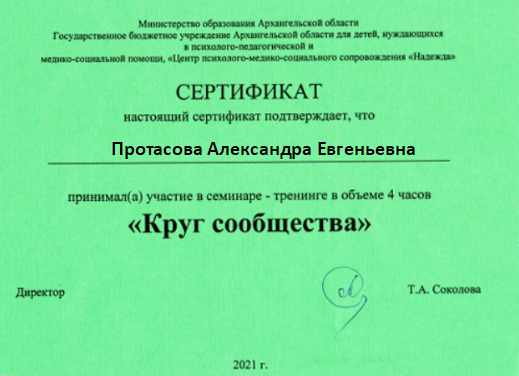 Министерство образования Архангельской области
Государственное бюджетное учреждение Архангельской области для детей, нуждающихся
в психолого-педагогической и
медико-социальной помощи, «Центр психолого-медико-социального сопровождения «Надежда»
СЕРТИФИКАТ
настоящий сертификат подтверждает, что
Протасова Александра Евгеньевна
принимал(а) участие в семинаре - тренинге в объеме 4 часов
«Круг сообщества»
Директор Т.А. Соколова
2021 г.